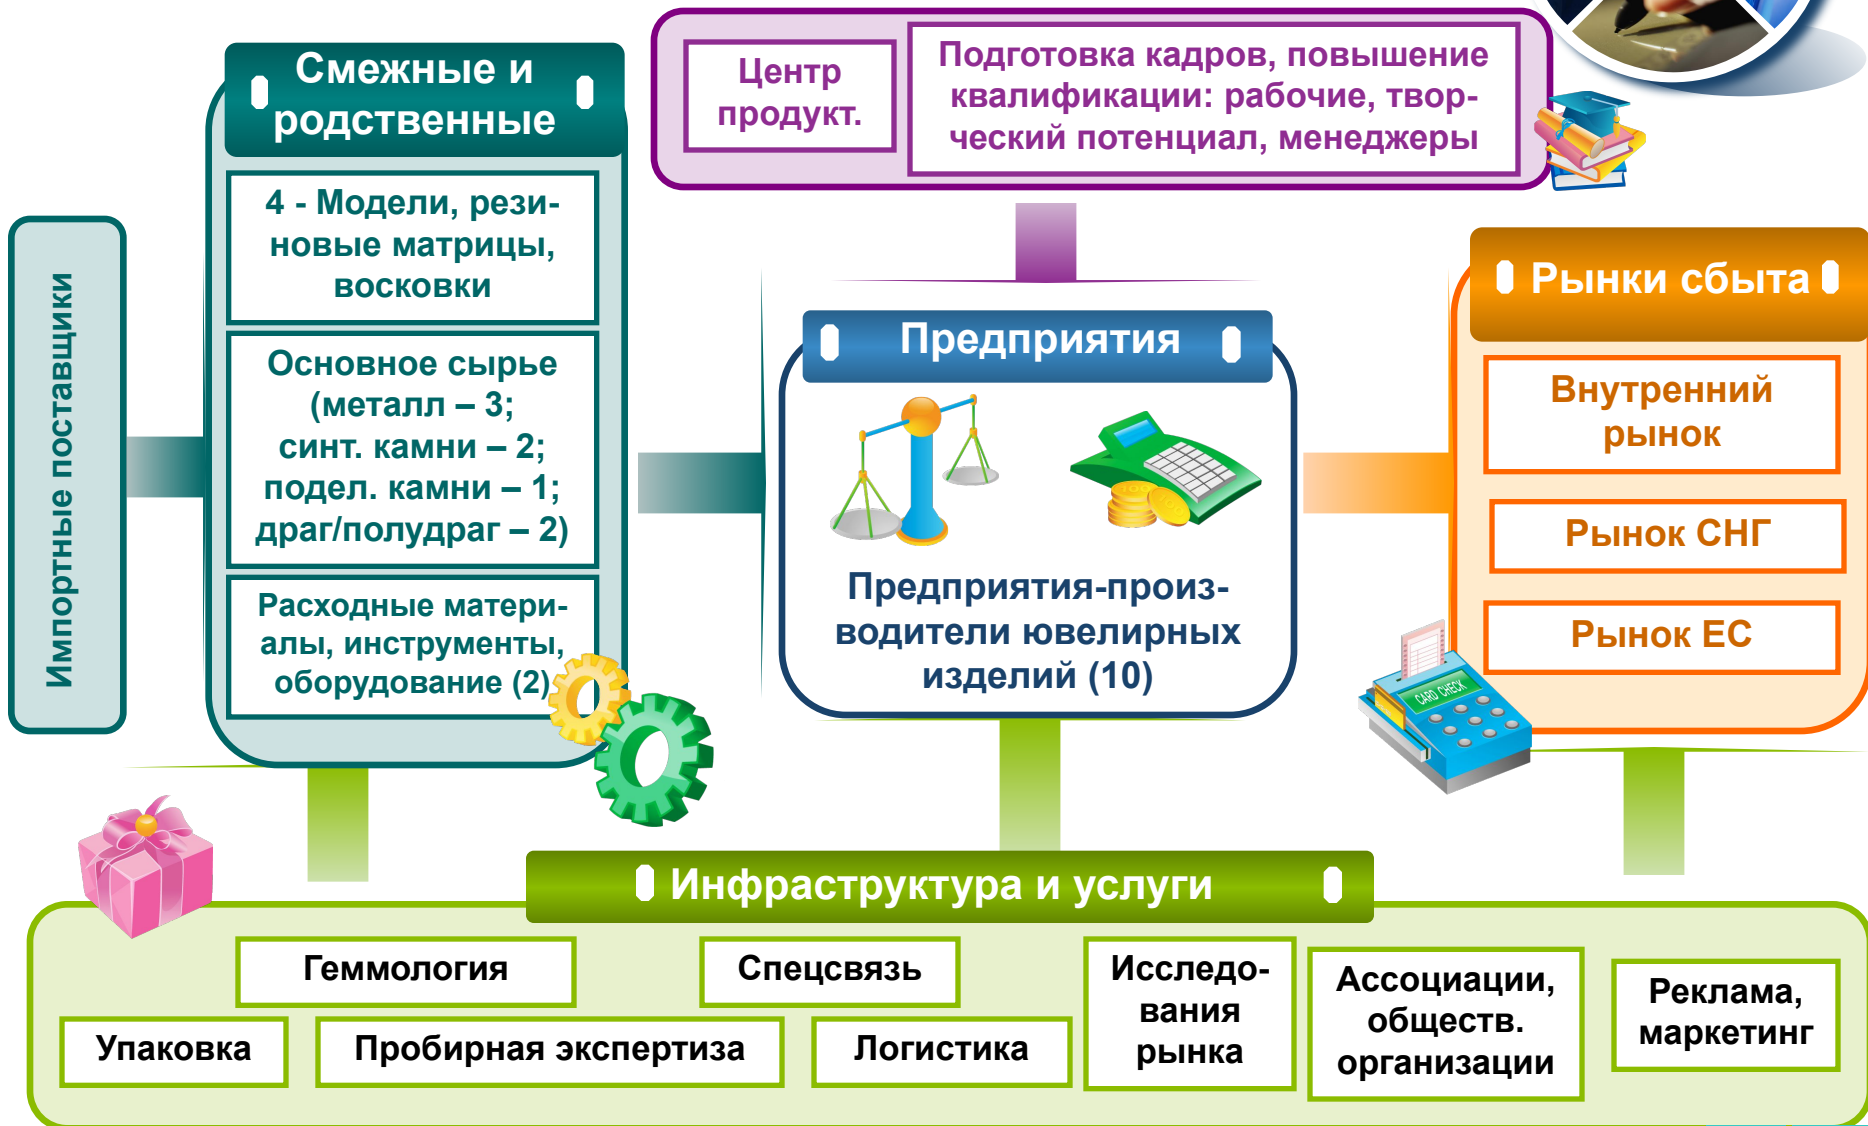 Смежные и
родственные
4 - Модели, рези-
новые матрицы,
восковки
Основное сырье
(металл – 3;
синт. камни – 2;
подел. камни – 1;
драг/полудраг – 2)
Расходные матери-
алы, инструменты,
оборудование (2)
Импортные поставщики
Центр
продукт.
Подготовка кадров, повышение
квалификации: рабочие, твор-
ческий потенциал, менеджеры
Предприятия
Предприятия-произ-
водители ювелирных
изделий (10)
Рынки сбыта
Внутренний
рынок
Рынок СНГ
Рынок ЕС
CARD CHECK
Инфраструктура и услуги
Геммология
Спецсвязь
Упаковка
Пробирная экспертиза
Логистика
Исследо-
вания
рынка
Ассоциации,
обществ.
организации
Реклама,
маркетинг